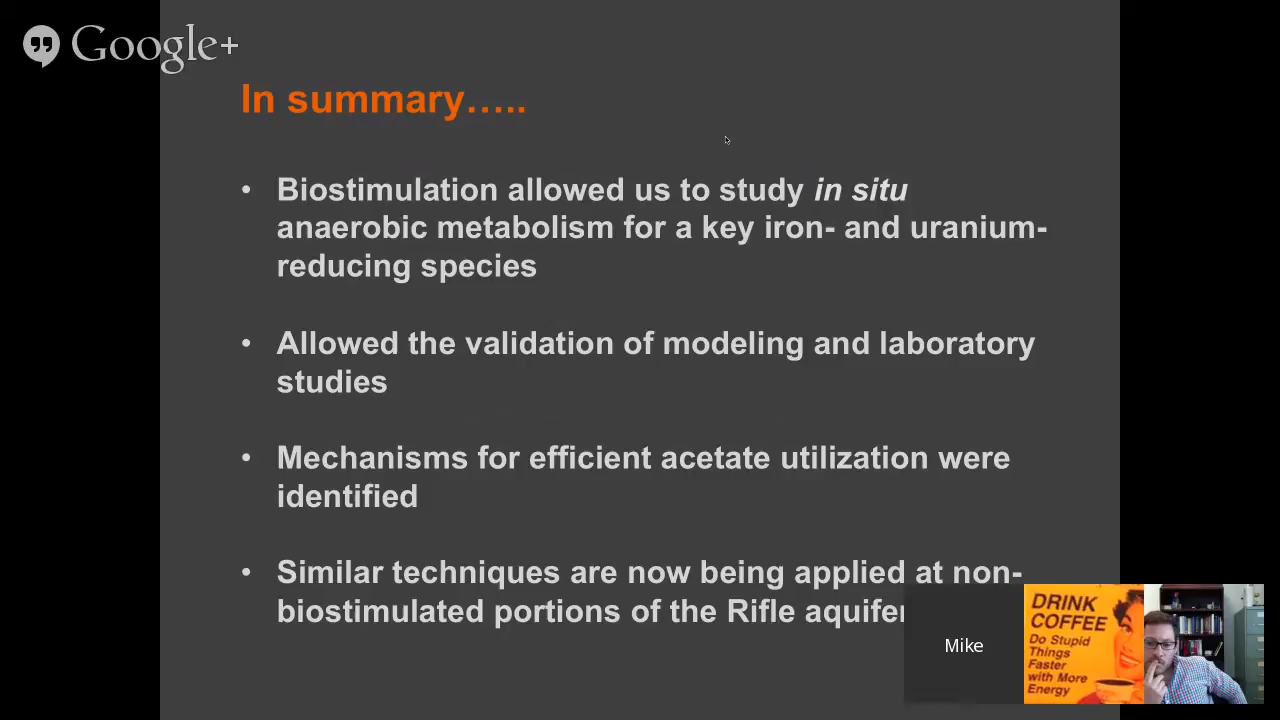 Google+
In summary…..
• Biostimulation allowed us to study in situ
anaerobic metabolism for a key iron- and uranium-
reducing species
• Allowed the validation of modeling and laboratory
studies
• Mechanisms for efficient acetate utilization were
identified
• Similar techniques are now being applied at non-
biostimulated portions of the Rifle aquifer
Mike
DRINK
COFFEE
Do Stupid
Things
Faster
with More
Energy